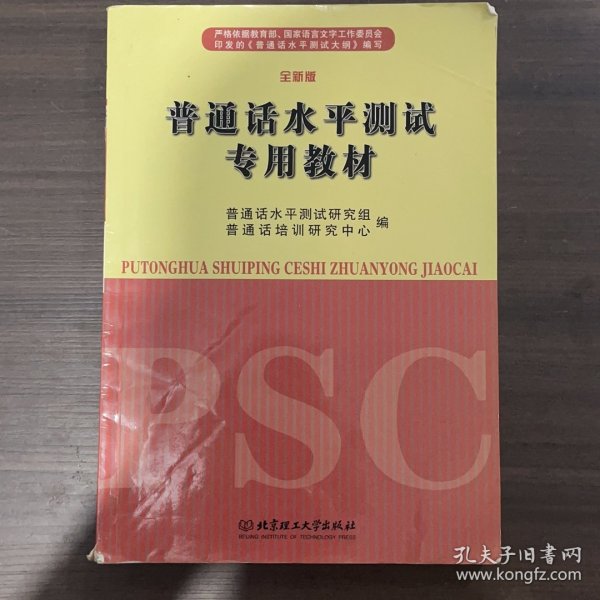 严格依据教育部、国家语言文字工作委员会
印发的《普通话水平测试大纲》编写
全新版
普通话水平测试
专用教材
普通话水平测试研究组
普通话培训研究中心
编
PUTONGHUA SHUIPING CESHI ZHUANYONG JIAOCAI
PSC
北京理工大学出版社
BEIJING INSTITUTE OF TECHNOLOGY PRESS
孔夫子旧书网
www.kongfz.com